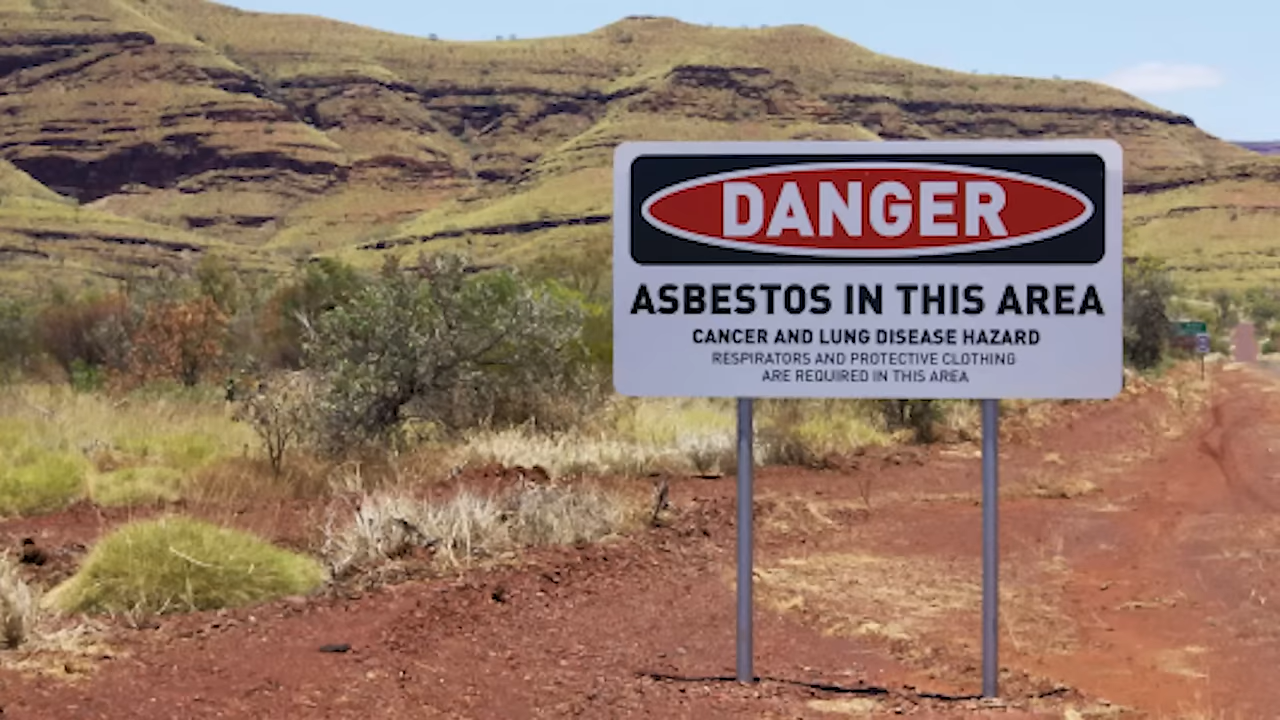 DANGER
ASBESTOS IN THIS AREA
CANCER AND LUNG DISEASE HAZARD
RESPIRATORS AND PROTECTIVE CLOTHING
ARE REQUIRED IN THIS AREA